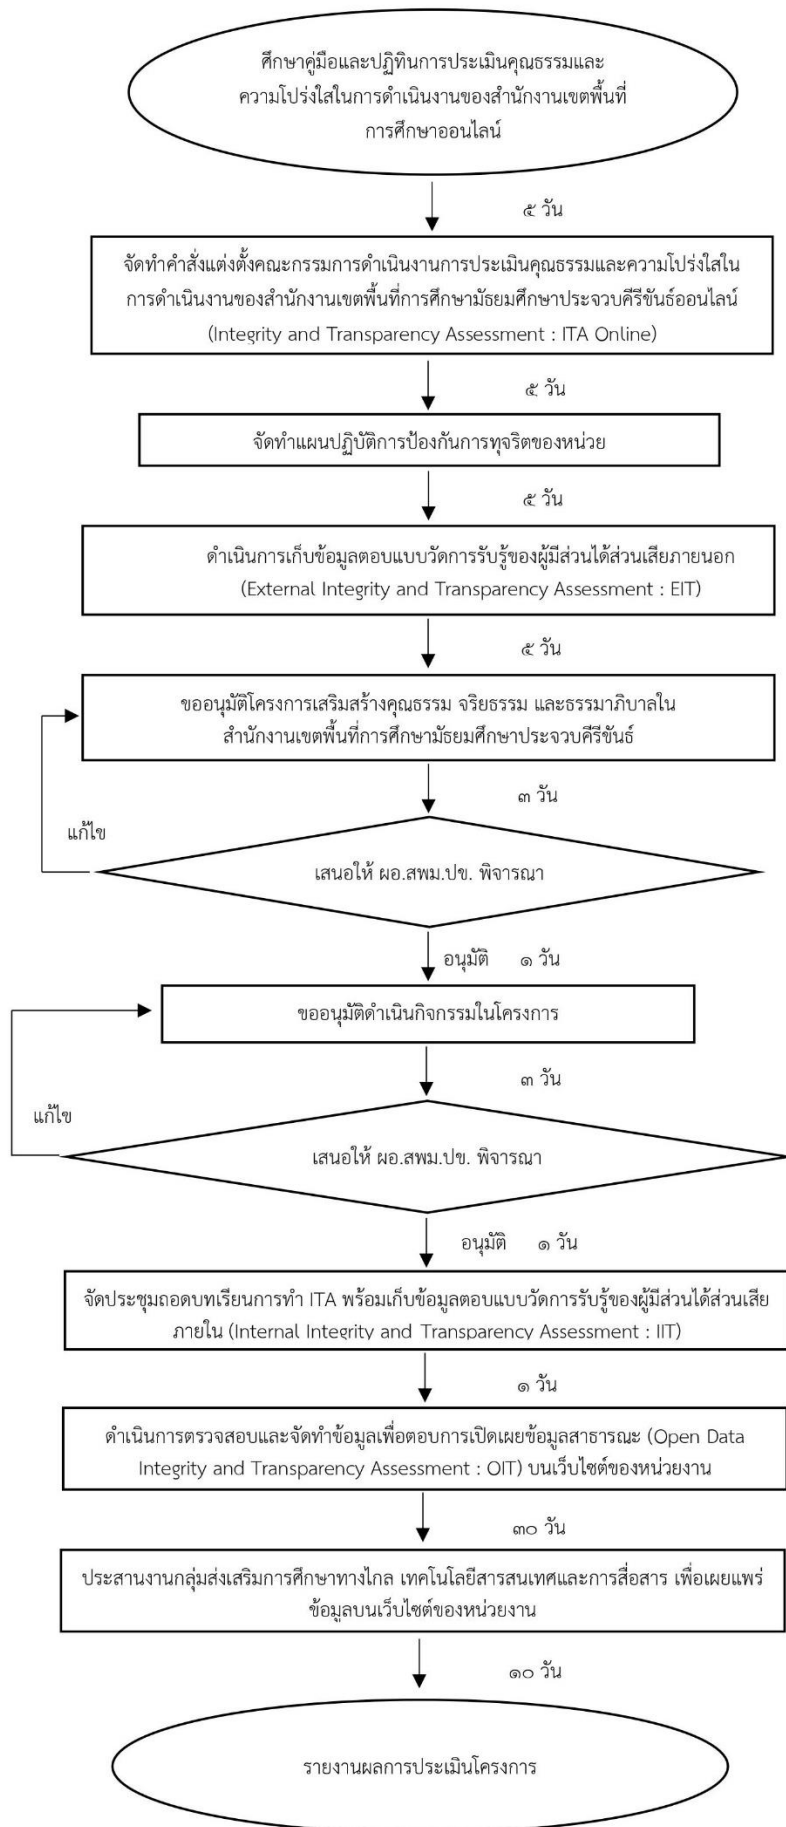 ศึกษาคู่มือและปฏิทินการประเมินคุณธรรมและ
ความโปร่งใสในการดำเนินงานของสำนักงานเขตพื้นที่
การศึกษาออนไลน์
๕ วัน
จัดทำคำสั่งแต่งตั้งคณะกรรมการดำเนินงานการประเมินคุณธรรมและความโปร่งใสใน
การดำเนินงานของสำนักงานเขตพื้นที่การศึกษามัธยมศึกษาประจวบคีรีขันธ์ออนไลน์
(Integrity and Transparency Assessment : ITA Online)
๕ วัน
จัดทำแผนปฏิบัติการป้องกันการทุจริตของหน่วย
๕ วัน
ดำเนินการเก็บข้อมูลตอบแบบวัดการรับรู้ของผู้มีส่วนได้ส่วนเสียภายนอก
(External Integrity and Transparency Assessment : EIT)
๕ วัน
ขออนุมัติโครงการเสริมสร้างคุณธรรม จริยธรรม และธรรมาภิบาลใน
สำนักงานเขตพื้นที่การศึกษามัธยมศึกษาประจวบคีรีขันธ์
๓ วัน
แก้ไข
เสนอให้ ผอ.สพม.ปข. พิจารณา
อนุมัติ ๑ วัน
ขออนุมัติดำเนินกิจกรรมในโครงการ
๓ วัน
แก้ไข
เสนอให้ ผอ.สพม.ปข. พิจารณา
อนุมัติ ๑ วัน
จัดประชุมถอดบทเรียนการทำ ITA พร้อมเก็บข้อมูลตอบแบบวัดการรับรู้ของผู้มีส่วนได้ส่วนเสีย
ภายใน (Internal Integrity and Transparency Assessment : IIT)
๑ วัน
ดำเนินการตรวจสอบและจัดทำข้อมูลเพื่อตอบการเปิดเผยข้อมูลสาธารณะ (Open Data
Integrity and Transparency Assessment : OIT) บนเว็บไซต์ของหน่วยงาน
๓๐ วัน
ประสานงานกลุ่มส่งเสริมการศึกษาทางไกล เทคโนโลยีสารสนเทศและการสื่อสาร เพื่อเผยแพร่
ข้อมูลบนเว็บไซต์ของหน่วยงาน
๑๐ วัน
รายงานผลการประเมินโครงการ